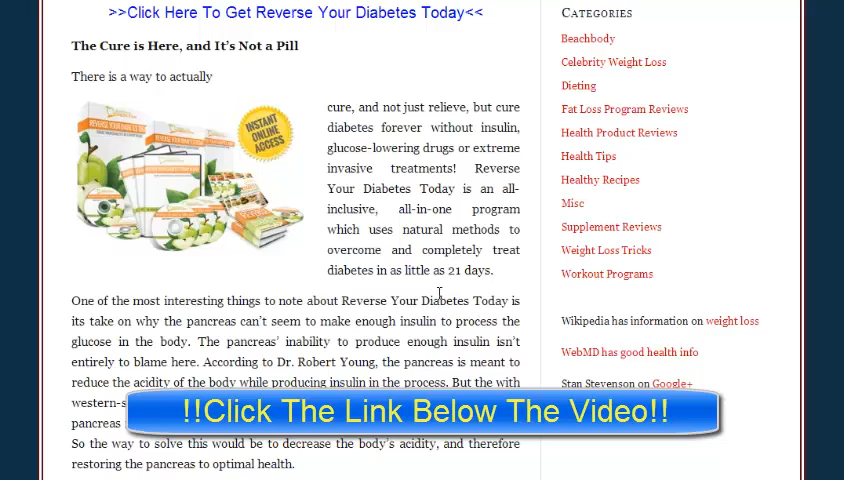 >>Click Here To Get Reverse Your Diabetes Today<<
The Cure is Here, and It's Not a Pill
There is a way to actually
INSTANT
ONLINE
ACCESS
cure, and not just relieve, but cure
diabetes forever without insulin,
glucose-lowering drugs or extreme
invasive treatments! Reverse
Your Diabetes Today is an all-
inclusive, all-in-one program
which uses natural methods to
overcome and completely treat
diabetes in as little as 21 days.
One of the most interesting things to note about Reverse Your Diabetes Today is
its take on why the pancreas can't seem to make enough insulin to process the
glucose in the body. The pancreas' inability to produce enough insulin isn't
entirely to blame here. According to Dr. Robert Young, the pancreas is meant to
reduce the acidity of the body while producing insulin in the process. But the with
western-s
pancreas
So the way to solve this would be to decrease the body's acidity, and therefore
restoring the pancreas to optimal health.
Categories
Beachbody
Celebrity Weight Loss
Dieting
Fat Loss Program Reviews
Health Product Reviews
Health Tips
Healthy Recipes
Misc
Supplement Reviews
Weight Loss Tricks
Workout Programs
Wikipedia has information on weight loss
WebMD has good health info
Stan Stevenson on Google+
!!Click The Link Below The Video!!